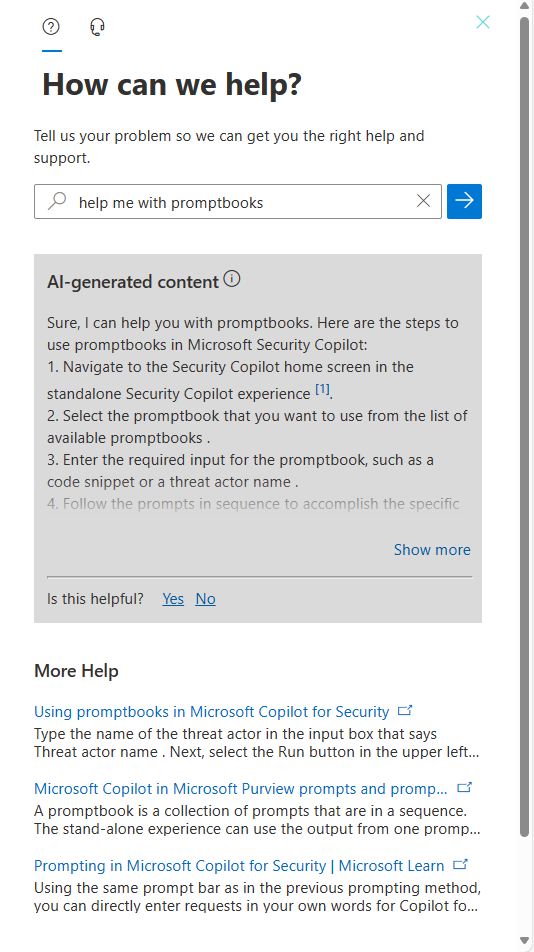 How can we help?
Tell us your problem so we can get you the right help and
support.
help me with promptbooks
AI-generated content
Sure, I can help you with promptbooks. Here are the steps to
use promptbooks in Microsoft Security Copilot:
1. Navigate to the Security Copilot home screen in the
standalone Security Copilot experience [1].
2. Select the promptbook that you want to use from the list of
available promptbooks .
3. Enter the required input for the promptbook, such as a
code snippet or a threat actor name .
4. Follow the prompts in sequence to accomplish the specific
Show more
Is this helpful? Yes No
More Help
Using promptbooks in Microsoft Copilot for Security
Type the name of the threat actor in the input box that says
Threat actor name . Next, select the Run button in the upper left...
Microsoft Copilot in Microsoft Purview prompts and promp...
A promptbook is a collection of prompts that are in a sequence.
The stand-alone experience can use the output from one promp...
Prompting in Microsoft Copilot for Security | Microsoft Learn
Using the same prompt bar as in the previous prompting method,
you can directly enter requests in your own words for Copilot fo...